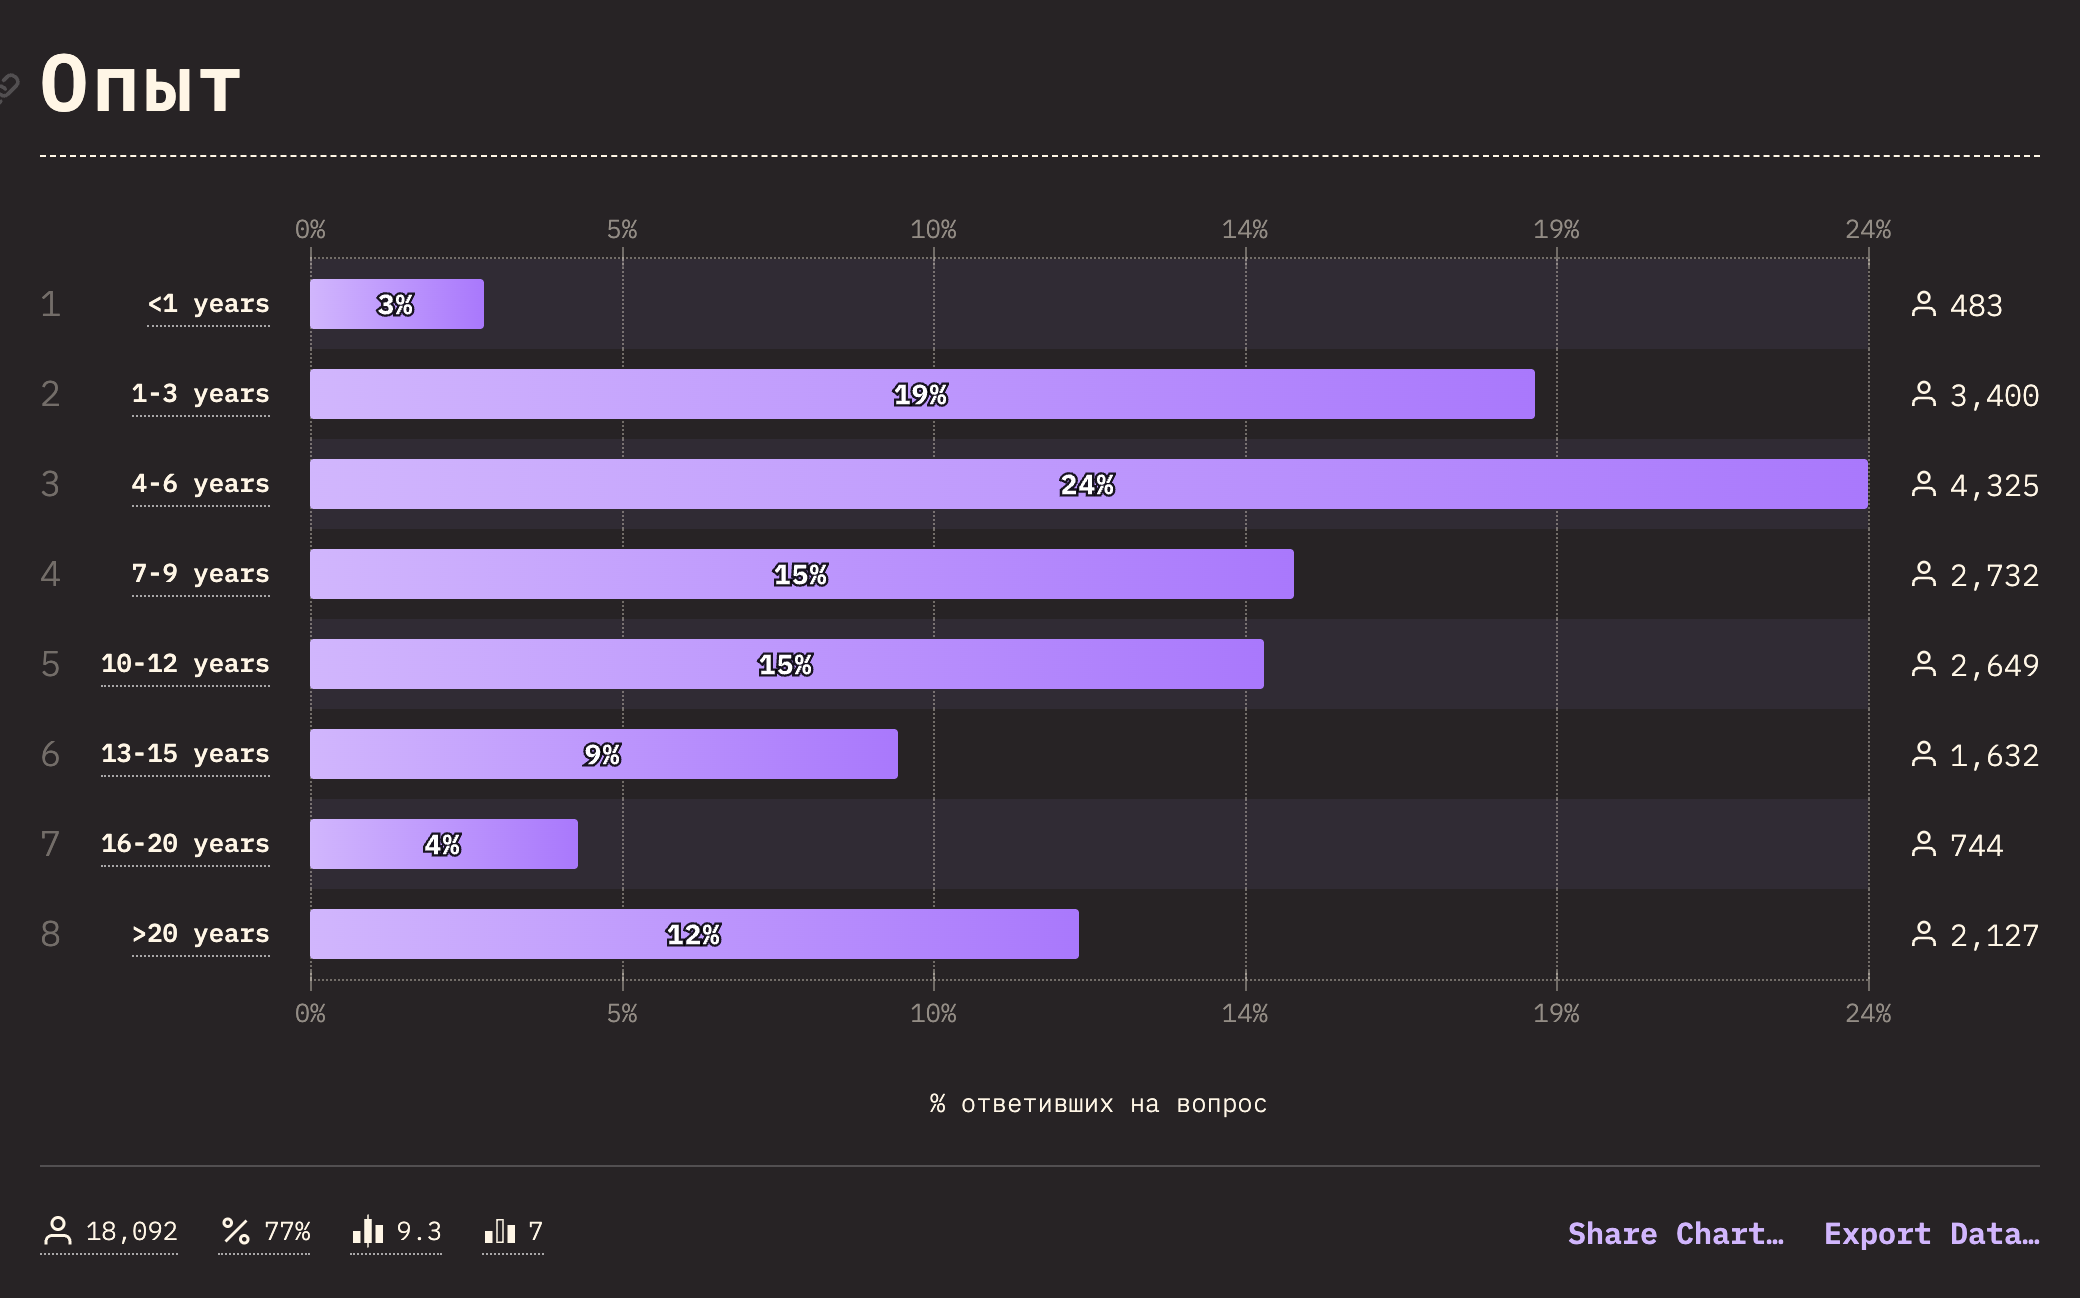 Опыт
0% 5% 10% 14% 19% 24%
1 <1 years 3% 483
2 1-3 years 19% 3,400
3 4-6 years 24% 4,325
4 7-9 years 15% 2,732
5 10-12 years 15% 2,649
6 13-15 years 9% 1,632
7 16-20 years 4% 744
8 >20 years 12% 2,127
0% 5% 10% 14% 19% 24%
% ответивших на вопрос
18,092 77% 9.3 7 Share Chart… Export Data…